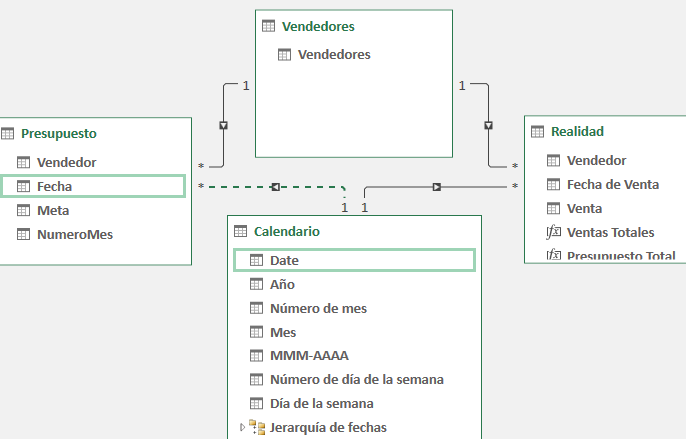 Vendedores
Vendedores
1
1
Presupuesto
Vendedor
Fecha
Meta
NumeroMes
*
*
*
*
Realidad
Vendedor
Fecha de Venta
Venta
Ventas Totales
Presupuesto Total
1
1
Calendario
Date
Año
Número de mes
Mes
MMM-AAAA
Número de día de la semana
Día de la semana
Jerarquía de fechas